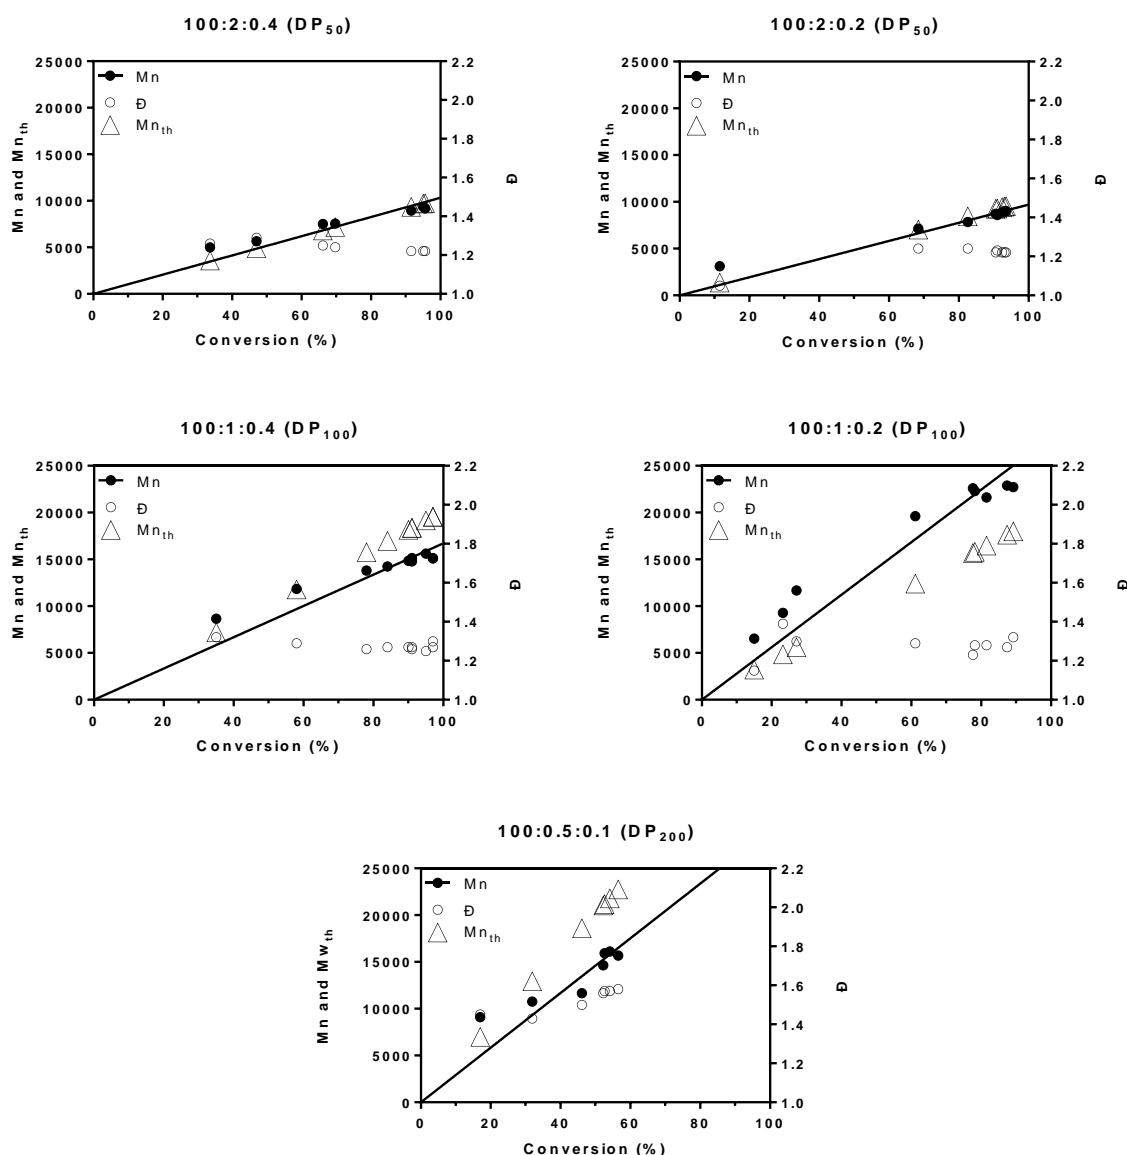 100:2:0.4 (DP50)
25000
20000
15000
10000
5000
0
Mn and Mnth
Mn
Đ
Mnth
2.2
2.0
1.8
1.6
1.4
1.2
1.0
Đ
0 20 40 60 80 100
Conversion (%)
100:2:0.2 (DP50)
25000
20000
15000
10000
5000
0
Mn and Mnth
Mn
Đ
Mnth
2.2
2.0
1.8
1.6
1.4
1.2
1.0
Đ
0 20 40 60 80 100
Conversion (%)
100:1:0.4 (DP100)
25000
20000
15000
10000
5000
0
Mn and Mnth
Mn
Đ
Mnth
2.2
2.0
1.8
1.6
1.4
1.2
1.0
Đ
0 20 40 60 80 100
Conversion (%)
100:1:0.2 (DP100)
25000
20000
15000
10000
5000
0
Mn and Mnth
Mn
Đ
Mnth
2.2
2.0
1.8
1.6
1.4
1.2
1.0
Đ
0 20 40 60 80 100
Conversion (%)
100:0.5:0.1 (DP200)
25000
20000
15000
10000
5000
0
Mn and Mwth
Mn
Đ
Mnth
2.2
2.0
1.8
1.6
1.4
1.2
1.0
Đ
0 20 40 60 80 100
Conversion (%)